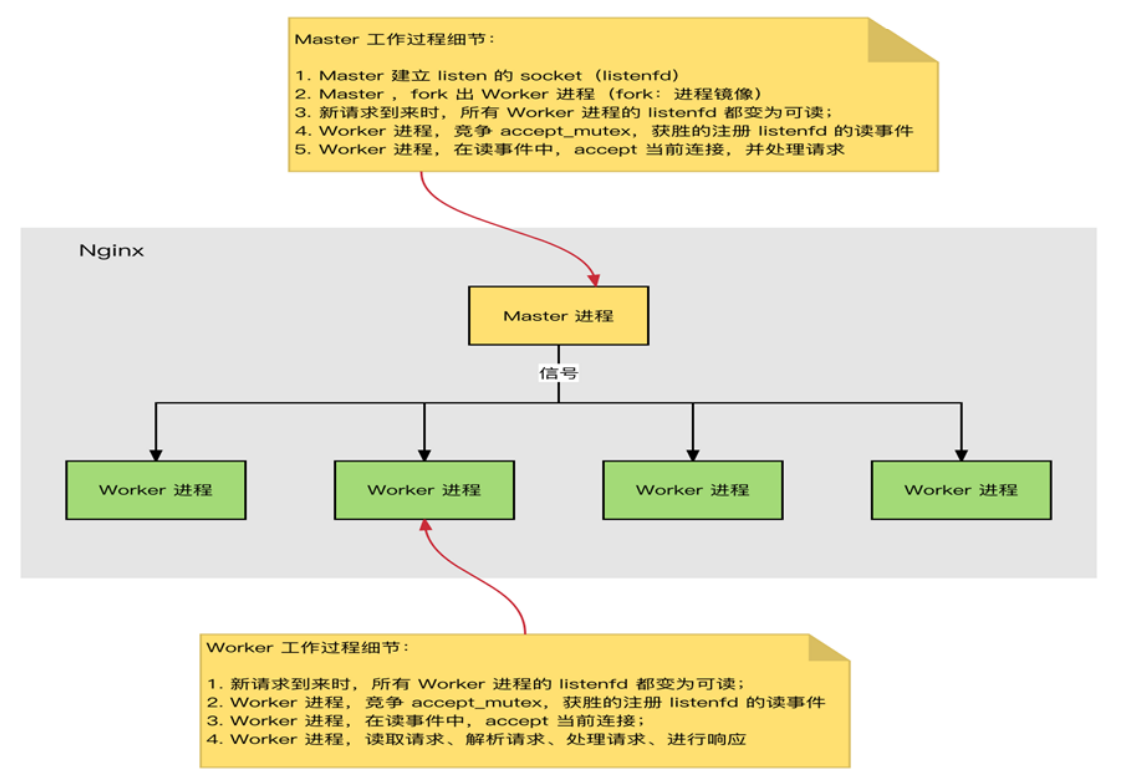 Master 工作过程细节：
1. Master 建立 listen 的 socket（listenfd）
2. Master ，fork 出 Worker 进程（fork：进程镜像）
3. 新请求到来时，所有 Worker 进程的 listenfd 都变为可读；
4. Worker 进程，竞争 accept_mutex，获胜的注册 listenfd 的读事件
5. Worker 进程，在读事件中，accept 当前连接，并处理请求
Nginx
Master 进程
信号
Worker 进程
Worker 进程
Worker 进程
Worker 进程
Worker 工作过程细节：
1. 新请求到来时，所有 Worker 进程的 listenfd 都变为可读；
2. Worker 进程，竞争 accept_mutex，获胜的注册 listenfd 的读事件
3. Worker 进程，在读事件中，accept 当前连接；
4. Worker 进程，读取请求、解析请求、处理请求、进行响应